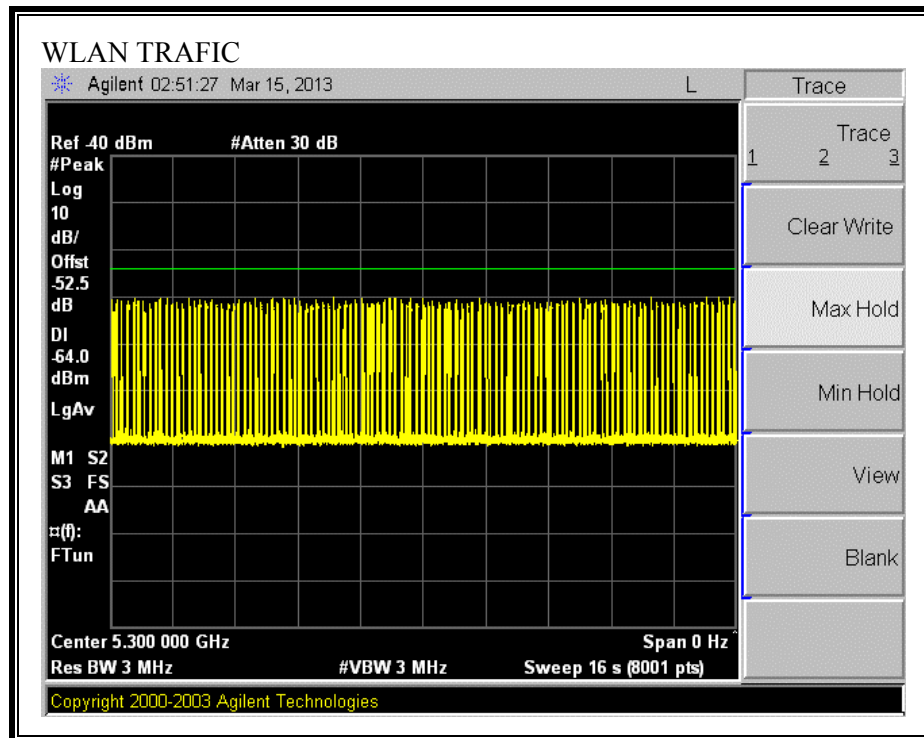 WLAN TRAFIC
Agilent 02:51:27 Mar 15, 2013 L
Trace
Ref -40 dBm #Atten 30 dB
#Peak
Log
10
dB/
Offst
-52.5
dB
DI
-64.0
dBm
LgAv
M1 S2
S3 FS
AA
¤(f):
FTun
Center 5.300 000 GHz Span 0 Hz
Res BW 3 MHz #VBW 3 MHz Sweep 16 s (8001 pts)
Copyright 2000-2003 Agilent Technologies
Trace
1 2 3
Clear Write
Max Hold
Min Hold
View
Blank